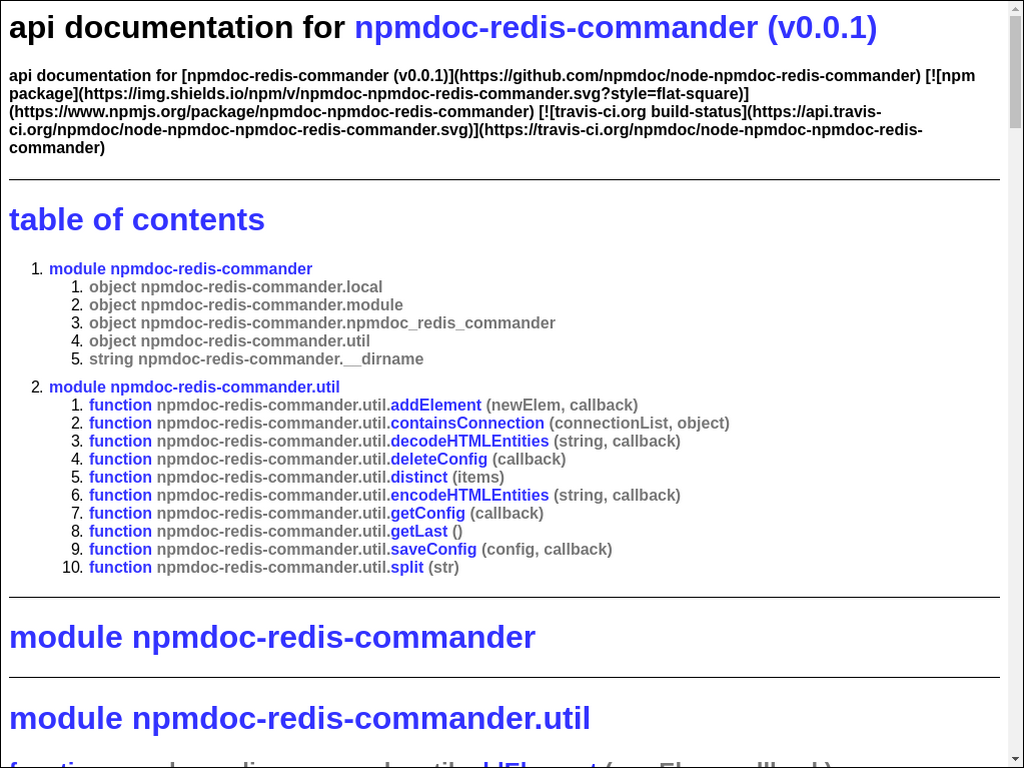 api documentation for npmdoc-redis-commander (v0.0.1)
api documentation for [npmdoc-redis-commander (v0.0.1)](https://github.com/npmdoc/node-npmdoc-redis-commander) [![npm
package](https://img.shields.io/npm/v/npmdoc-npmdoc-redis-commander.svg?style=flat-square)]
(https://www.npmjs.org/package/npmdoc-npmdoc-redis-commander) [![travis-ci.org build-status](https://api.travis-
ci.org/npmdoc/node-npmdoc-npmdoc-redis-commander.svg)](https://travis-ci.org/npmdoc/node-npmdoc-npmdoc-redis-
commander)
table of contents
1. module npmdoc-redis-commander
1. object npmdoc-redis-commander.local
2. object npmdoc-redis-commander.module
3. object npmdoc-redis-commander.npmdoc_redis_commander
4. object npmdoc-redis-commander.util
5. string npmdoc-redis-commander.__dirname
2. module npmdoc-redis-commander.util
1. function npmdoc-redis-commander.util.addElement (newElem, callback)
2. function npmdoc-redis-commander.util.containsConnection (connectionList, object)
3. function npmdoc-redis-commander.util.decodeHTMLEntities (string, callback)
4. function npmdoc-redis-commander.util.deleteConfig (callback)
5. function npmdoc-redis-commander.util.distinct (items)
6. function npmdoc-redis-commander.util.encodeHTMLEntities (string, callback)
7. function npmdoc-redis-commander.util.getConfig (callback)
8. function npmdoc-redis-commander.util.getLast ()
9. function npmdoc-redis-commander.util.saveConfig (config, callback)
10. function npmdoc-redis-commander.util.split (str)
module npmdoc-redis-commander
module npmdoc-redis-commander.util